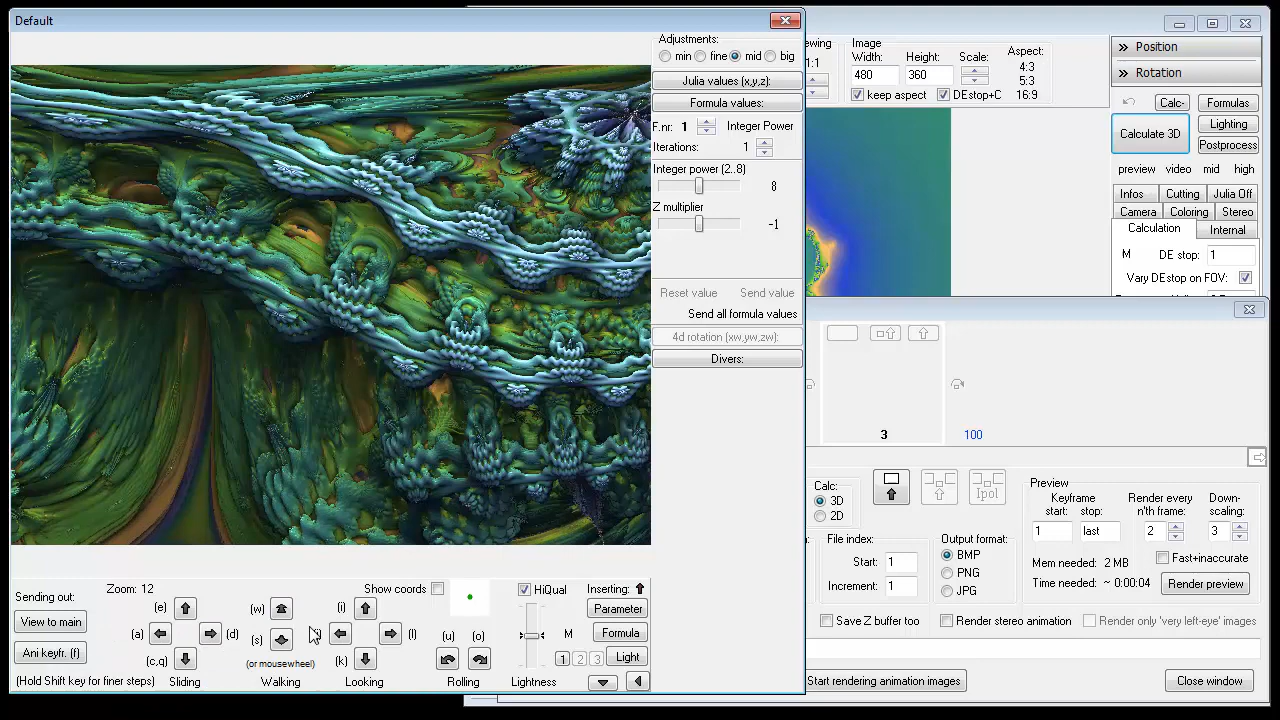 Default
Adjustments:
min fine mid big
Julia values (x,y,z):
Formula values:
F.nr: 1 Integer Power
Iterations: 1
Integer power (2..8)
8
Z multiplier
-1
Reset value Send value
Send all formula values
4d rotation (xw,yw,zw):
Divers:
Sending out:
View to main
Ani keyfr. (f)
(Hold Shift key for finer steps)
Zoom: 12
(e)
(a) (d)
(c,q)
Sliding
(w)
(s)
(or mousewheel)
Walking
Show coords
(i)
(l)
(k)
Looking
(u) (o)
Rolling
HiQual
M
1 2 3
Lightness
Inserting:
Parameter
Formula
Light
ewing
1:1
Image
Width: Height: Scale:
480 360
keep aspect DEstop+C
Aspect:
4:3
5:3
16:9
Position
Rotation
Calc-
Formulas
Calculate 3D
Lighting
Postprocess
preview video mid high
Infos Cutting Julia Off
Camera Coloring Stereo
Calculation Internal
M DE stop: 1
Vary DEstop on FOV:
3 100
Calc:
3D
2D
Ipol
Preview
Keyframe
start: stop:
1 last
Render every
n'th frame:
2
Down-
scaling:
3
Mem needed: 2 MB
Time needed: ~ 0:00:04
Fast+inaccurate
Render preview
File index:
Start: 1
Increment: 1
Output format:
BMP
PNG
JPG
Save Z buffer too
Render stereo animation
Render only 'very left-eye' images
Start rendering animation images
Close window